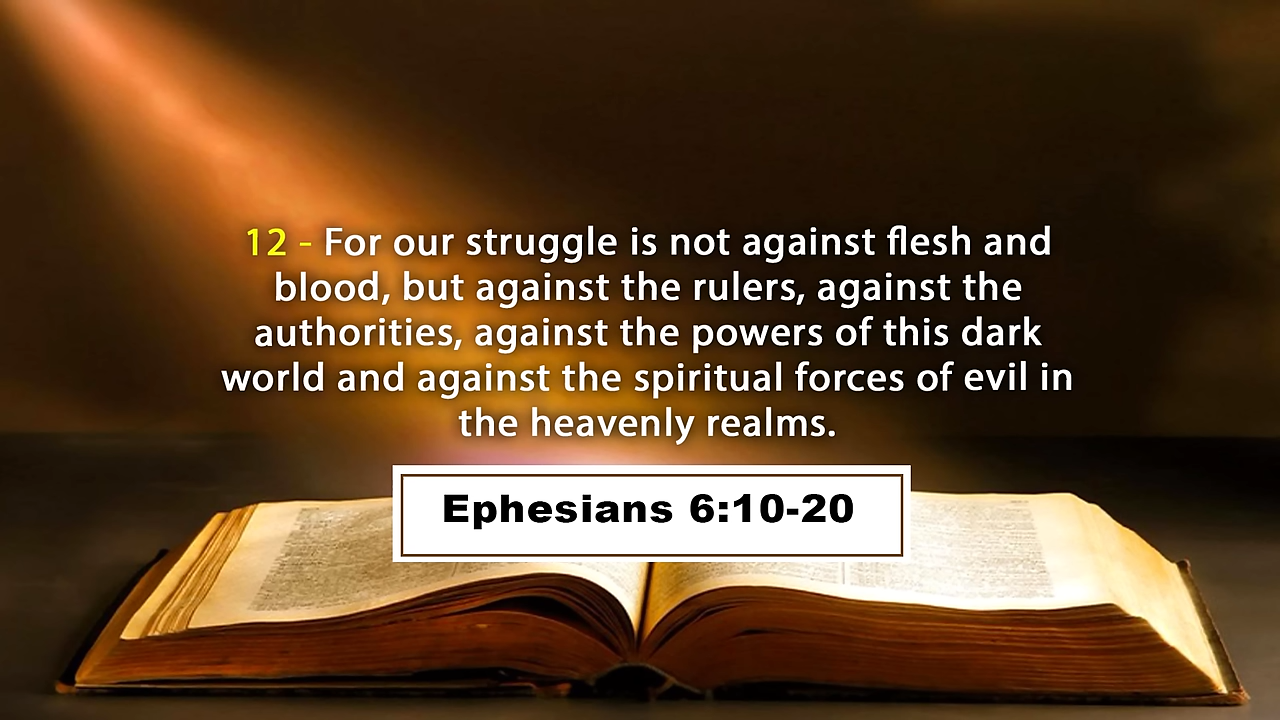 12 - For our struggle is not against flesh and
blood, but against the rulers, against the
authorities, against the powers of this dark
world and against the spiritual forces of evil in
the heavenly realms.
Ephesians 6:10-20